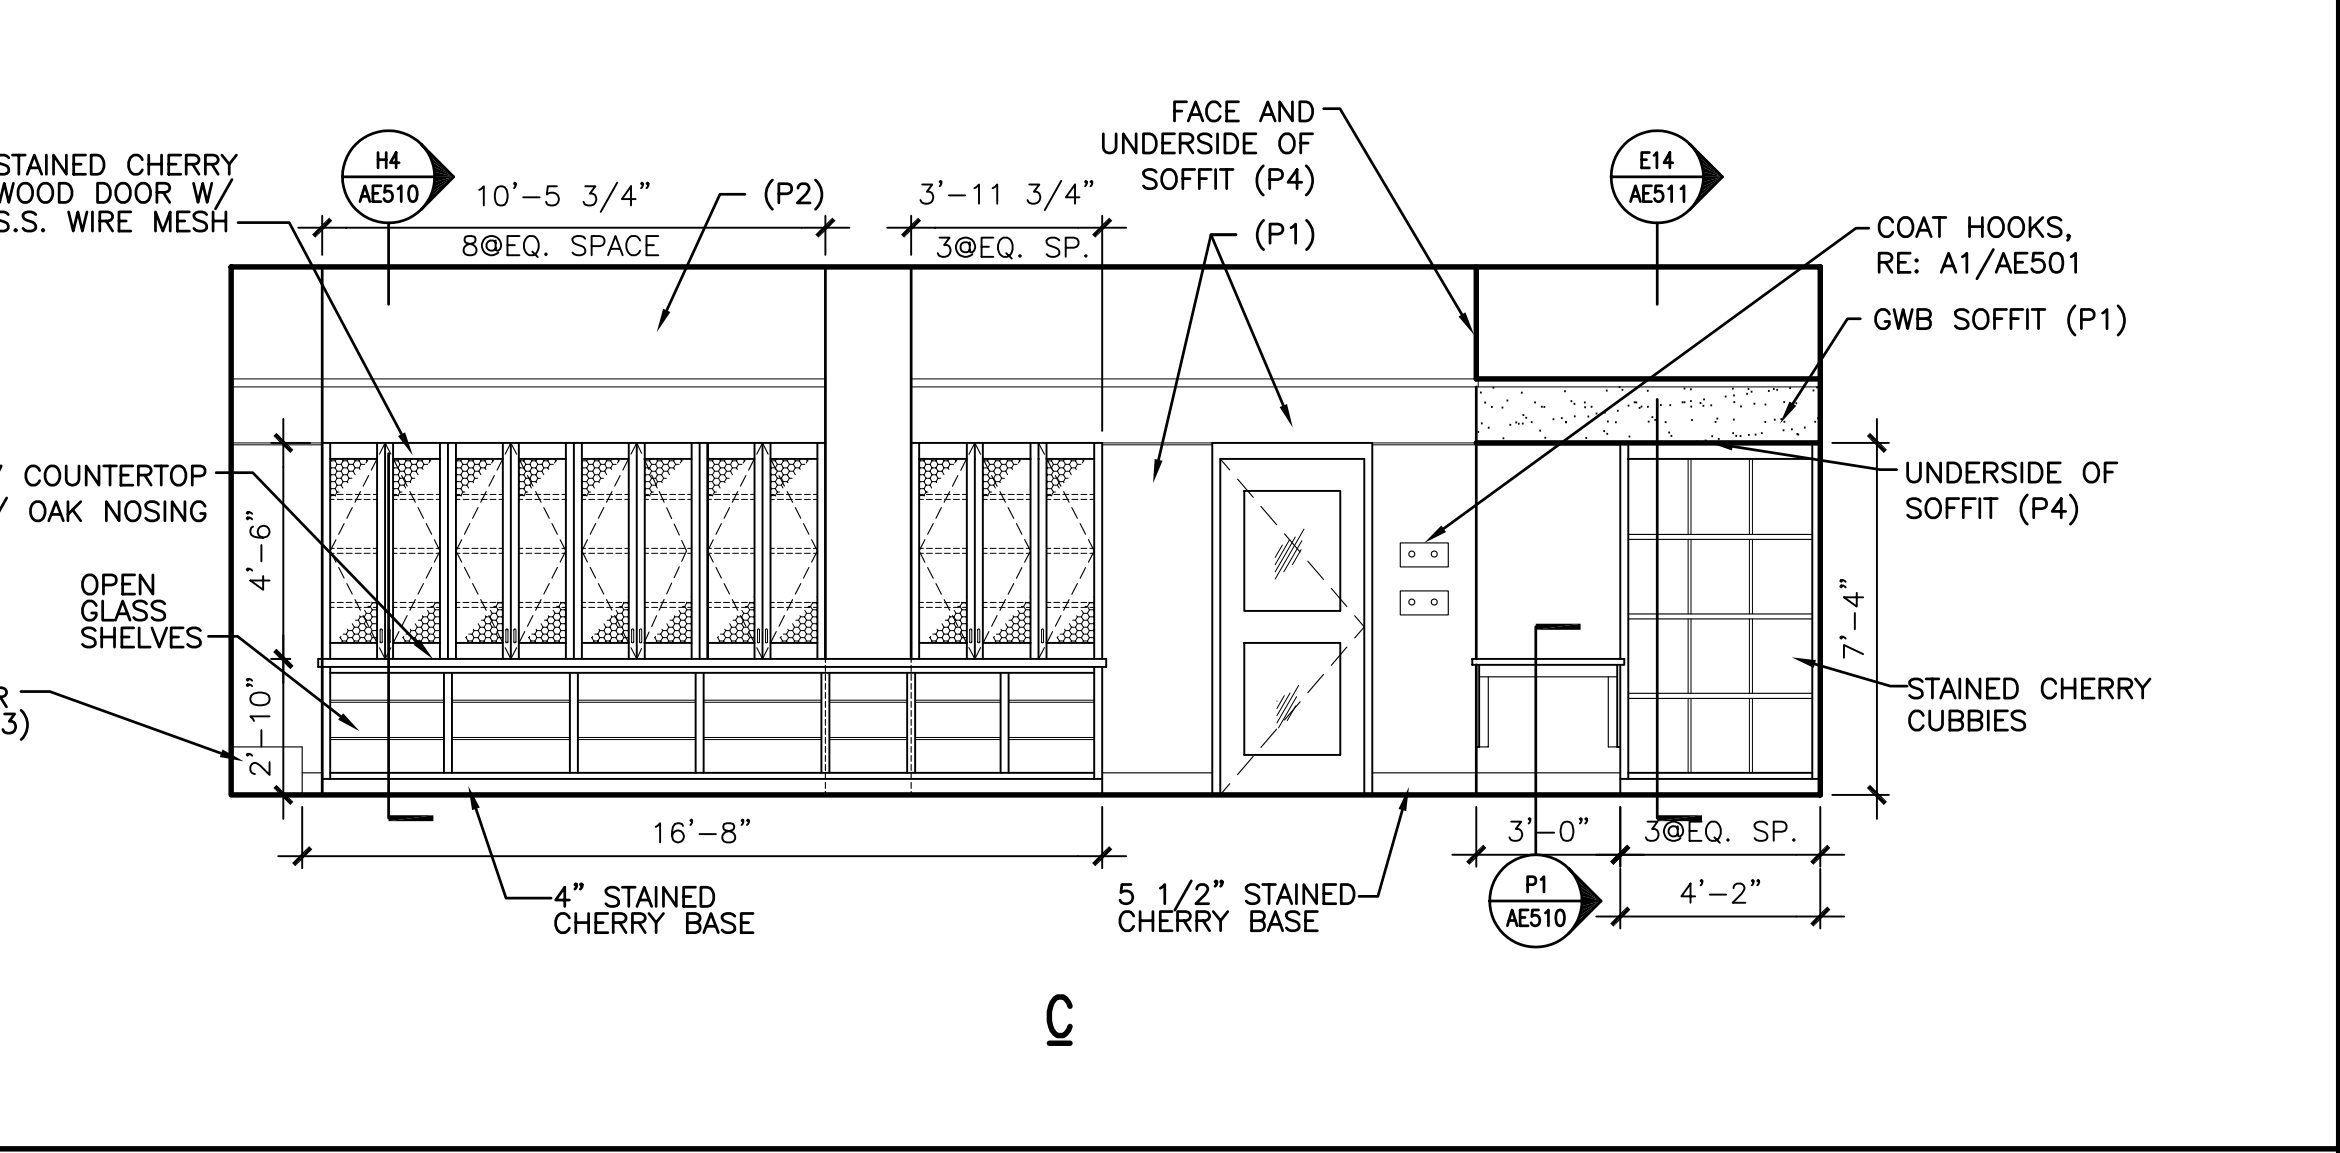 STAINED CHERRY
WOOD DOOR W/
S.S. WIRE MESH
H4
AE510
10'-5 3/4"
8@EQ. SPACE
(P2)
3'-11 3/4"
3@EQ. SP.
FACE AND
UNDERSIDE OF
SOFFIT (P4)
(P1)
E14
AE511
COAT HOOKS,
RE: A1/AE501
GWB SOFFIT (P1)
COUNTERTOP
OAK NOSING
4'-6"
OPEN
GLASS
SHELVES
2'-10"
R
3)
UNDERSIDE OF
SOFFIT (P4)
7'-4"
STAINED CHERRY
CUBBIES
16'-8"
3'-0"
3@EQ. SP.
4'-2"
4" STAINED
CHERRY BASE
5 1/2" STAINED
CHERRY BASE
P1
AE510
C